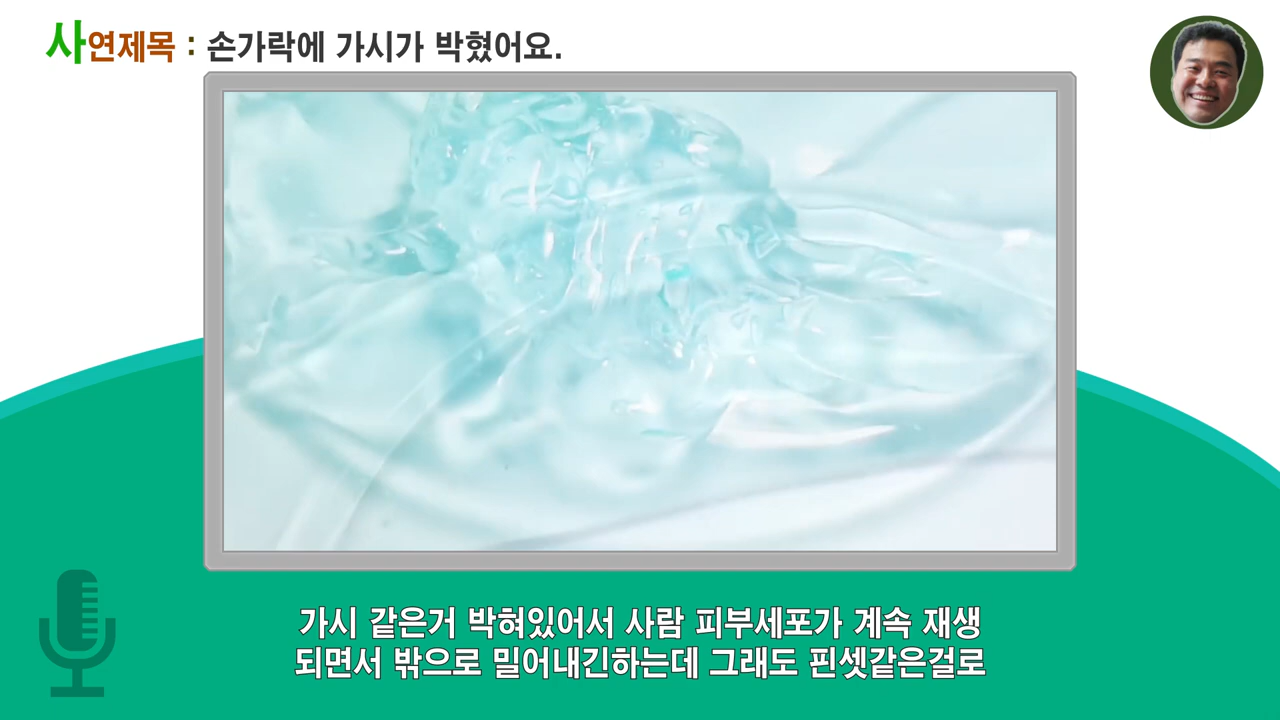 사연제목 : 손가락에 가시가 박혔어요.
가시 같은거 박혀있어서 사람 피부세포가 계속 재생
되면서 밖으로 밀어내긴하는데 그래도 핀셋같은걸로